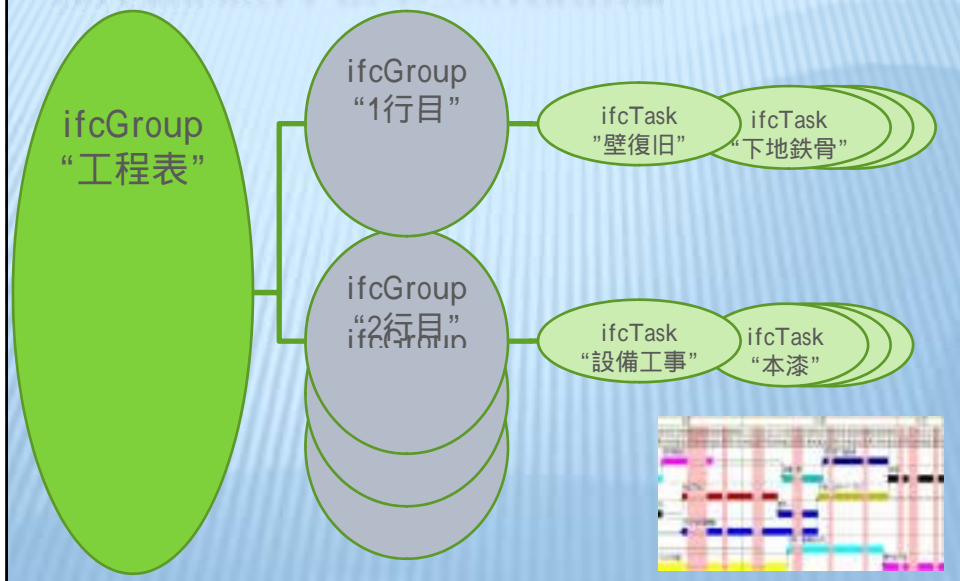 ifcGroup
“工程表”
ifcGroup
“1行目”
ifcTask
”壁復旧”
ifcTask
“下地鉄骨”
ifcGroup
“2行目”
ifcGroup
ifcTask
“設備工事”
ifcTask
“本漆”